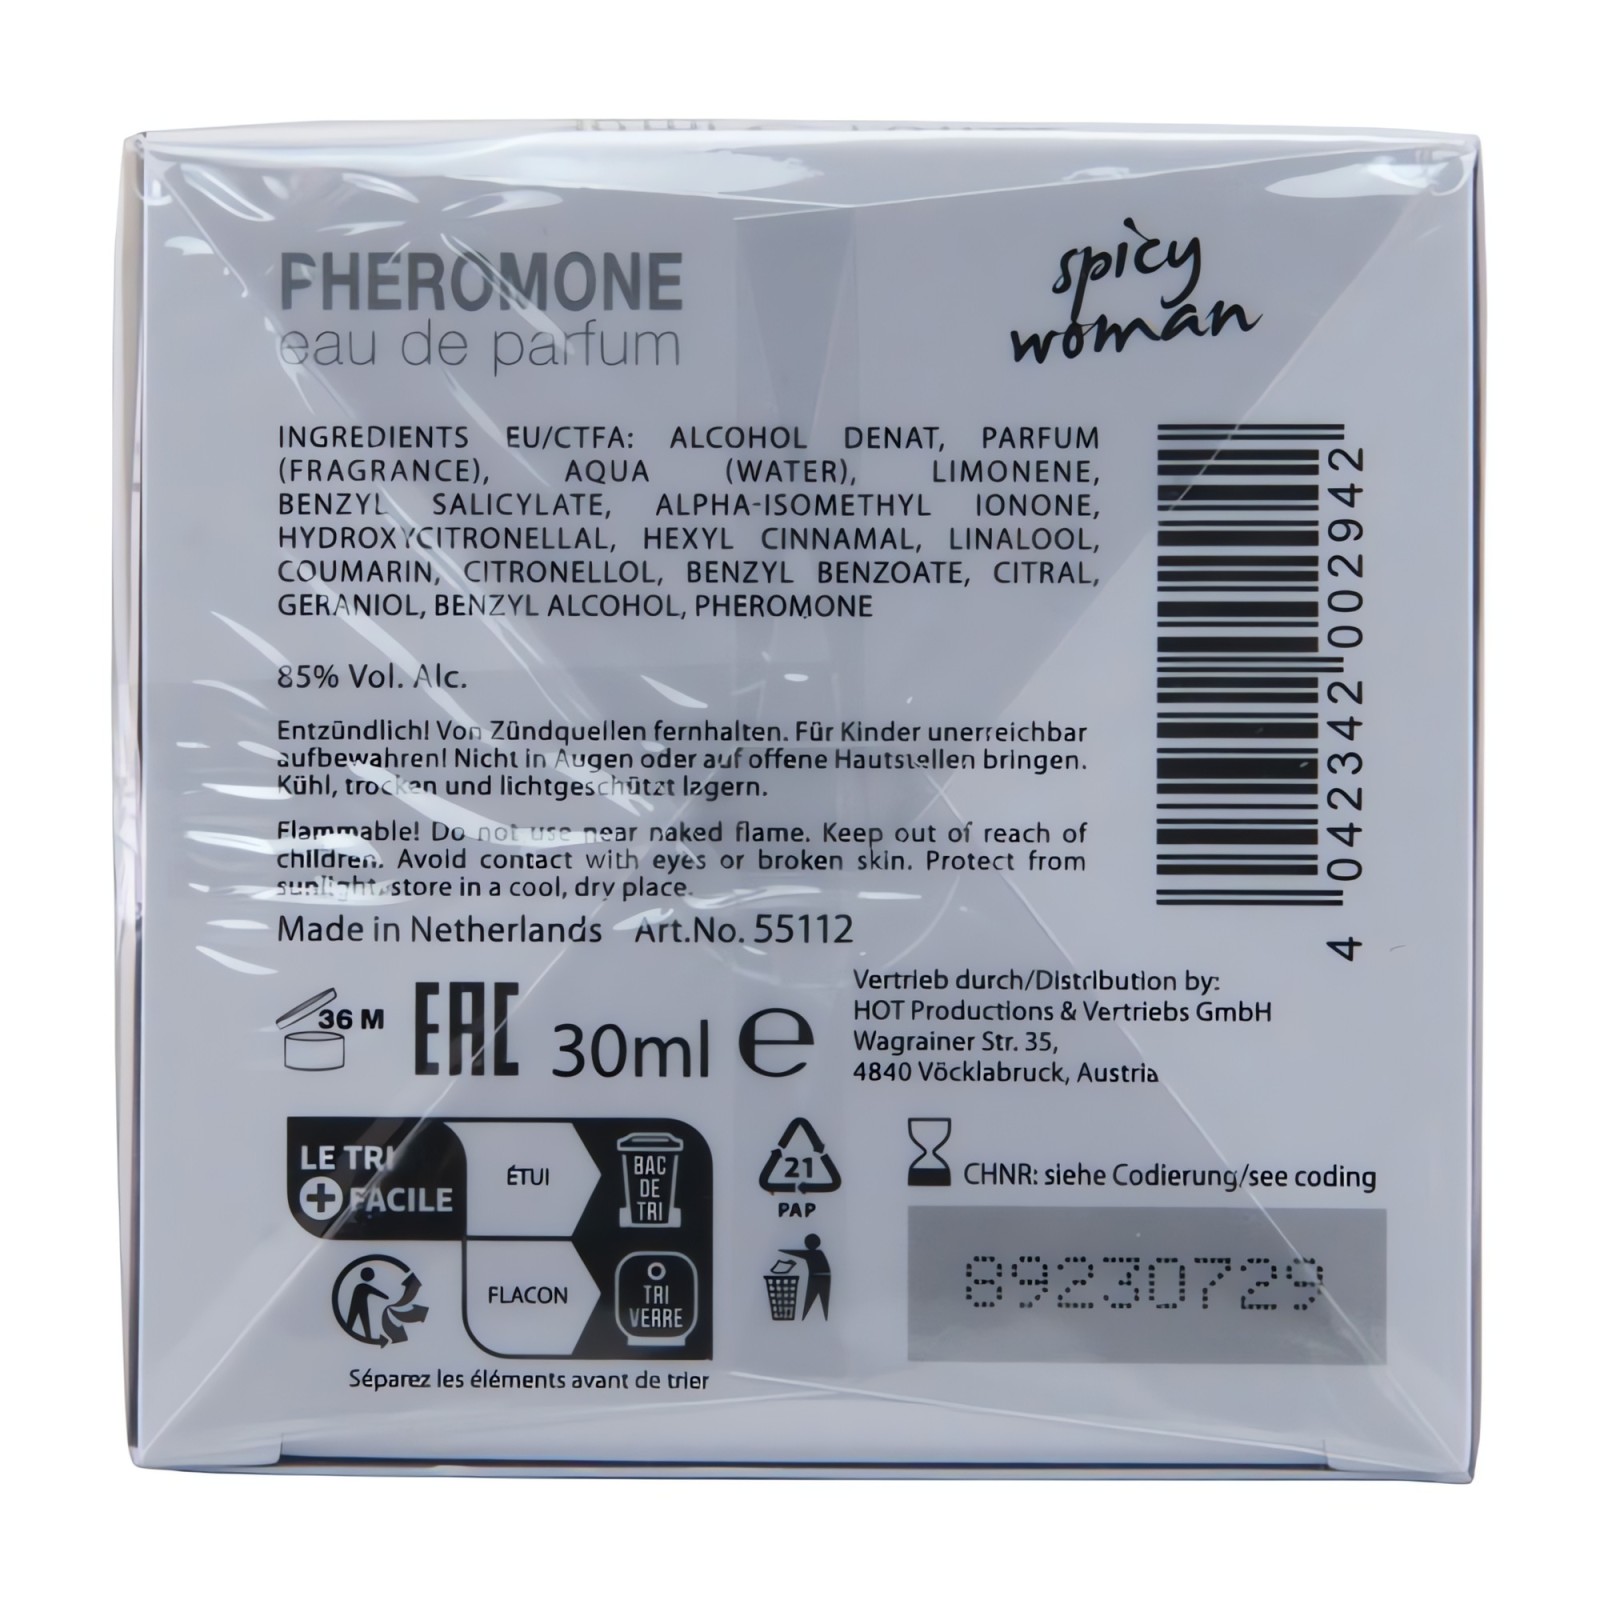 PHEROMONE
eau de parfum
spicy
woman
INGREDIENTS EU/CTFA: ALCOHOL DENAT, PARFUM
(FRAGRANCE), AQUA (WATER), LIMONENE,
BENZYL SALICYLATE, ALPHA-ISOMETHYL IONONE,
HYDROXYCITRONELLAL, HEXYL CINNAMAL, LINALOOL,
COUMARIN, CITRONELLOL, BENZYL BENZOATE, CITRAL,
GERANIOL, BENZYL ALCOHOL, PHEROMONE
85% Vol. Alc.
Entzündlich! Von Zündquellen fernhalten. Für Kinder unerreichbar
aufbewahren! Nicht in Augen oder auf offene Hautstellen bringen.
Kühl, trocken und lichtgeschützt lagern.
Flammable! Do not use near naked flame. Keep out of reach of
children. Avoid contact with eyes or broken skin. Protect from
sunlight, store in a cool, dry place.
Made in Netherlands Art.No. 55112
4 042342 002942
36 M
EAC
30ml e
Vertrieb durch/Distribution by:
HOT Productions & Vertriebs GmbH
Wagrainer Str. 35,
4840 Vöcklabruck, Austria
LE TRI
+ FACILE
ÉTUI
BAC
DE
TRI
FLACON
TRI
VERRE
Séparez les éléments avant de trier
21
PAP
CHNR: siehe Codierung/see coding
89230729